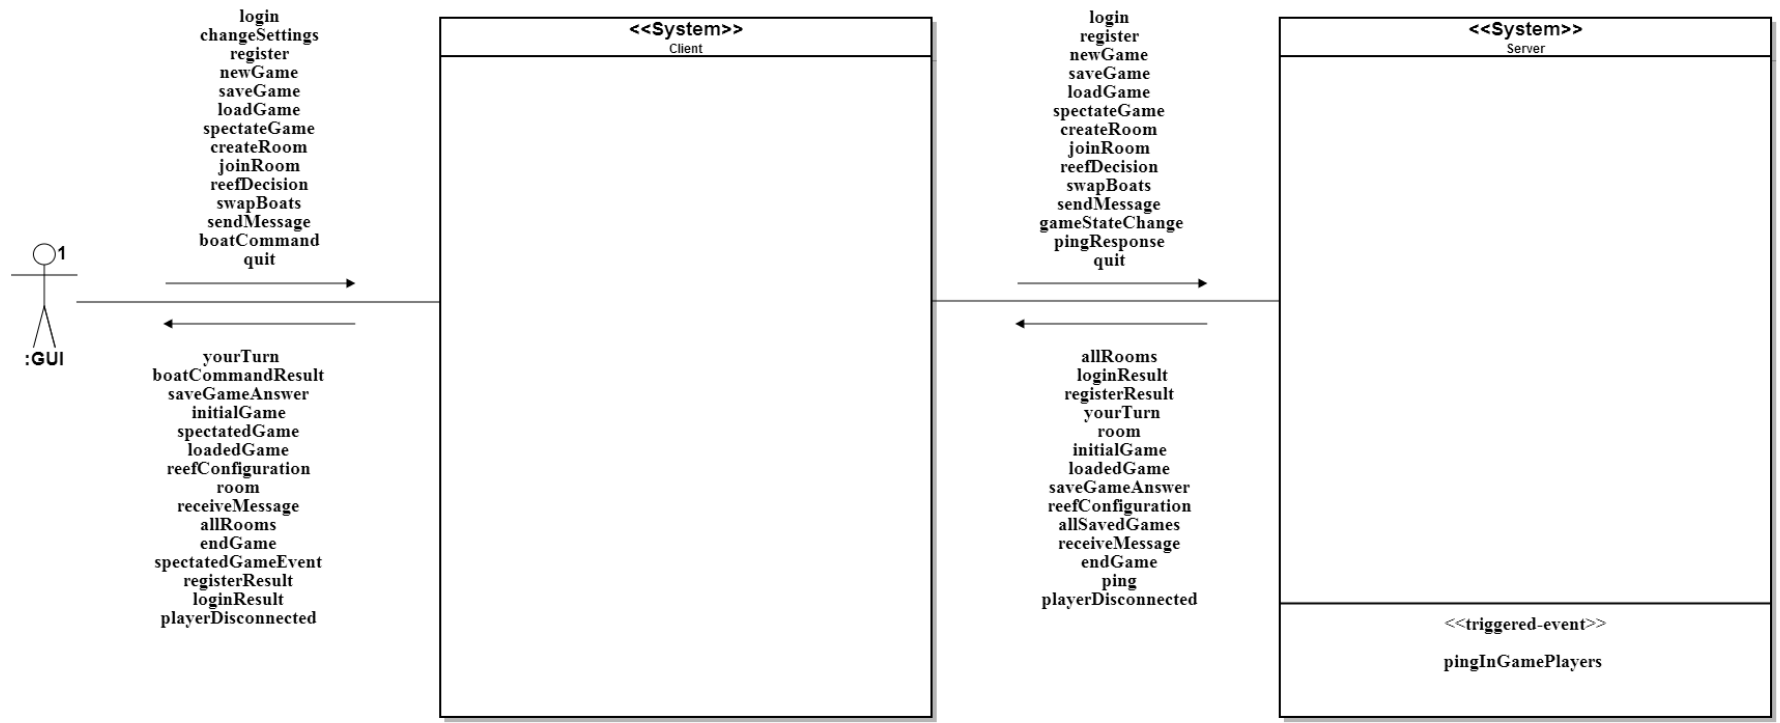 login
changeSettings
register
newGame
saveGame
loadGame
spectateGame
createRoom
joinRoom
reefDecision
swapBoats
sendMessage
boatCommand
quit
1
:GUI
yourTurn
boatCommandResult
saveGameAnswer
initialGame
spectatedGame
loadedGame
reefConfiguration
room
receiveMessage
allRooms
endGame
spectatedGameEvent
registerResult
loginResult
playerDisconnected
<<System>>
Client
login
register
newGame
saveGame
loadGame
spectateGame
createRoom
joinRoom
reefDecision
swapBoats
sendMessage
gameStateChange
pingResponse
quit
allRooms
loginResult
registerResult
yourTurn
room
initialGame
loadedGame
saveGameAnswer
reefConfiguration
allSavedGames
receiveMessage
endGame
ping
playerDisconnected
<<System>>
Server
<<triggered-event>>
pingInGamePlayers